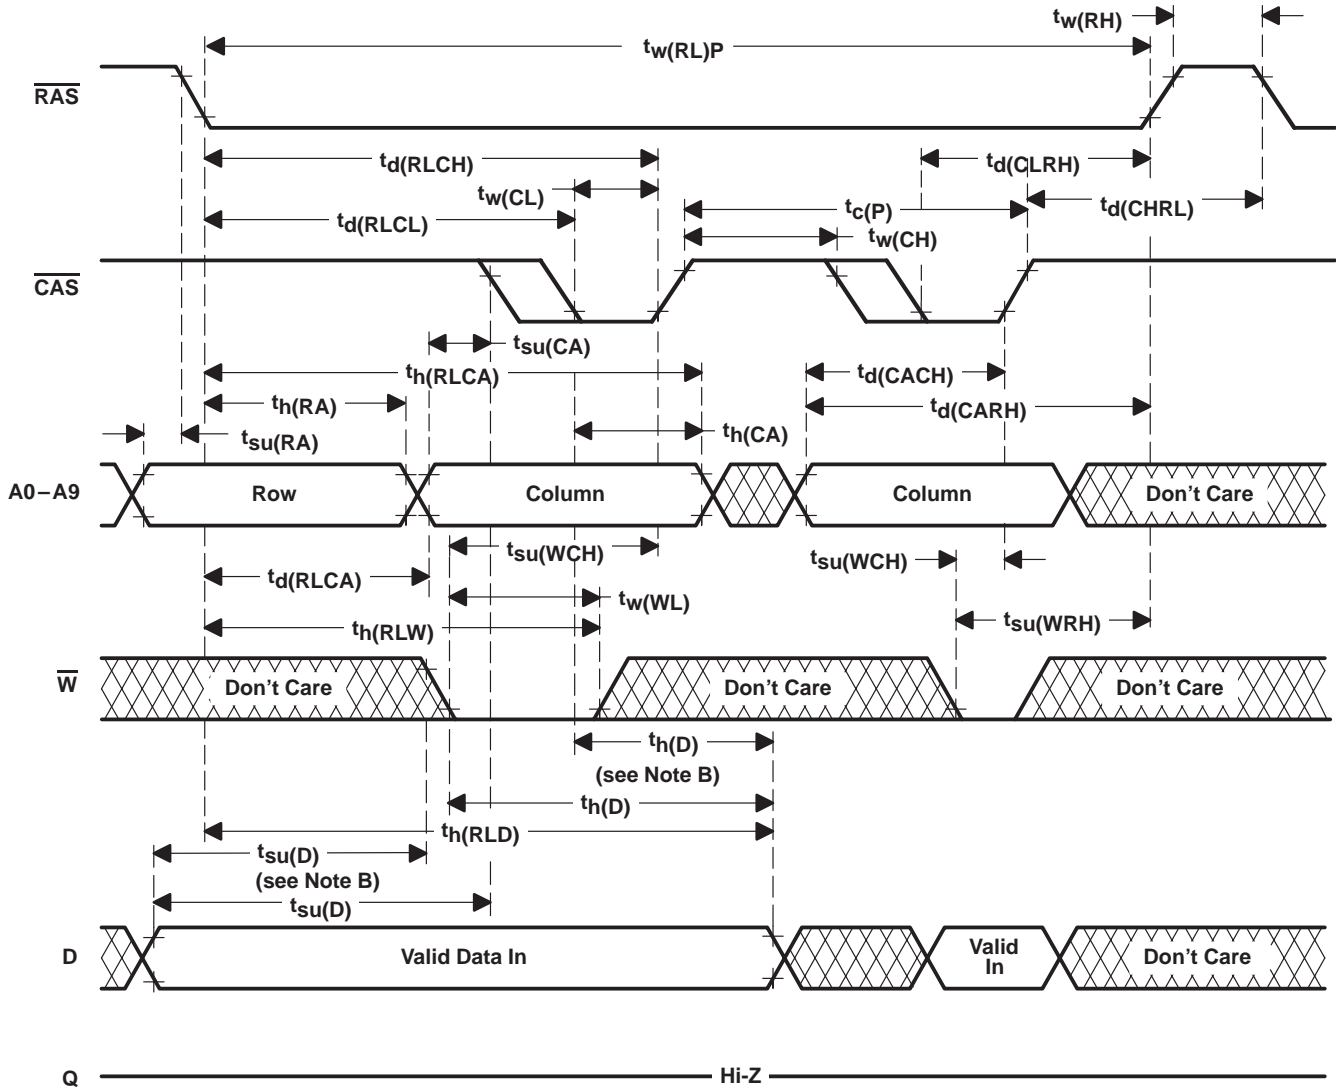 tw(RH)
tw(RL)P
RAS
td(RLCH)
td(CLRH)
tw(CL)
tc(P)
td(CHRL)
td(RLCL)
tw(CH)
CAS
tsu(CA)
th(RLCA)
td(CACH)
th(RA)
td(CARH)
tsu(RA)
th(CA)
A0–A9
Row
Column
Column
Don't Care
tsu(WCH)
tsu(WCH)
td(RLCA)
tw(WL)
th(RLW)
tsu(WRH)
W
Don't Care
Don't Care
Don't Care
th(D)
(see Note B)
th(D)
th(RLD)
tsu(D)
(see Note B)
tsu(D)
D
Valid Data In
Valid
In
Don't Care
Q
Hi-Z